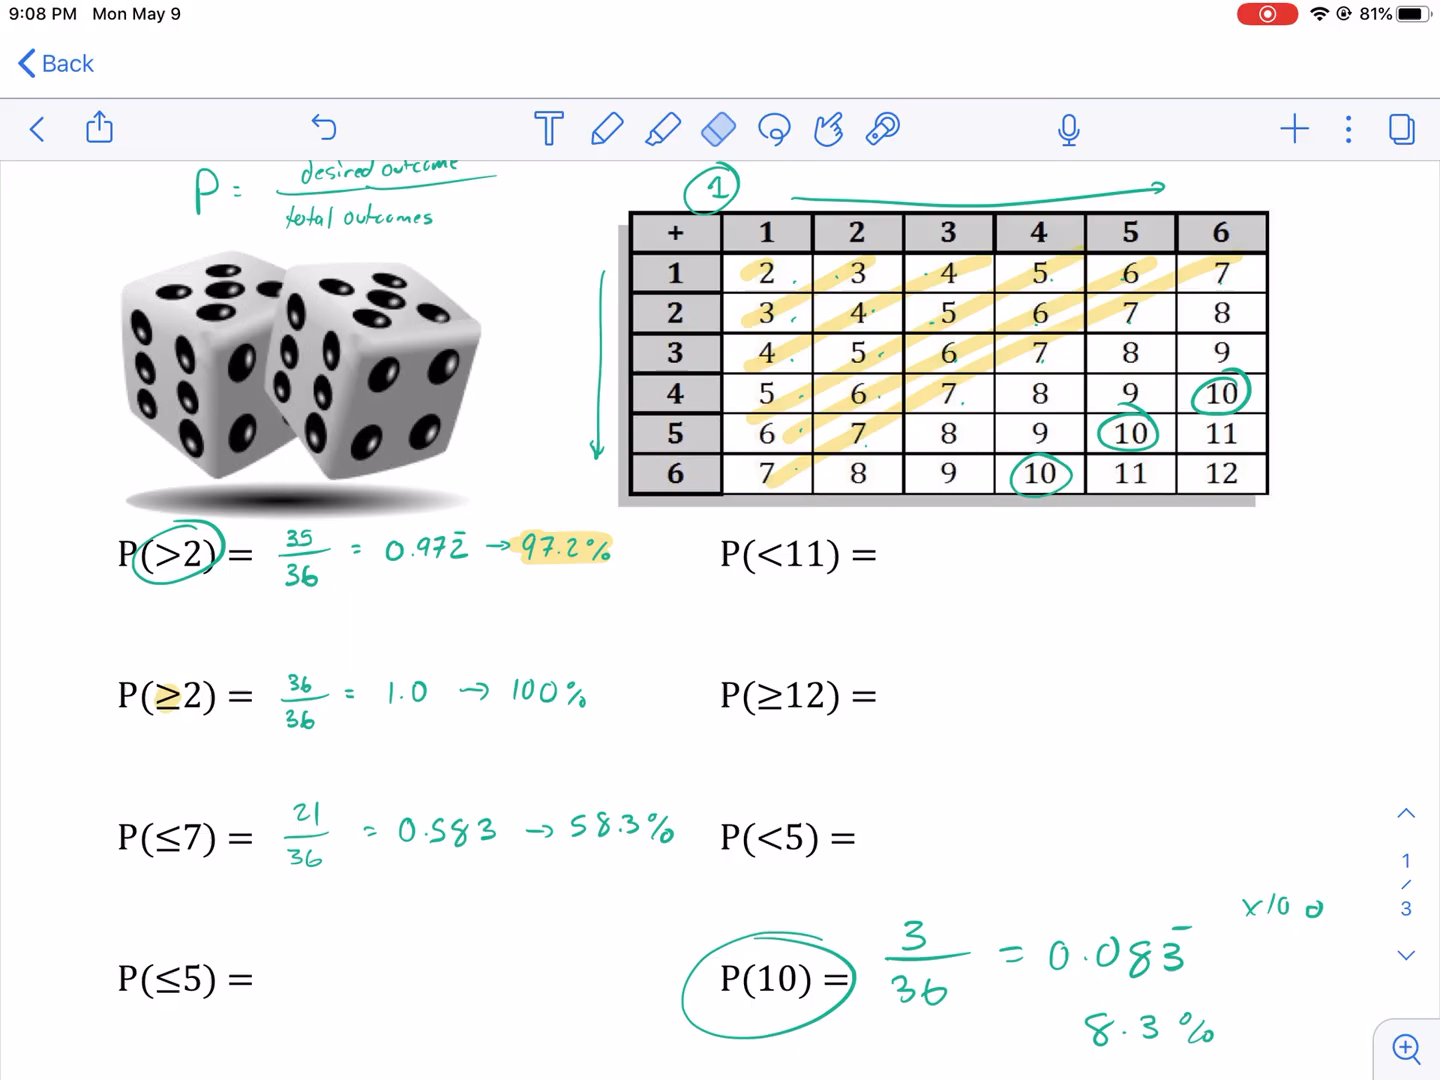 9:08 PM Mon May 9
81%
Back
P = desired outcome
total outcomes
1
+ 1 2 3 4 5 6
1 2 3 4 5 6 7
2 3 4 5 6 7 8
3 4 5 6 7 8 9
4 5 6 7 8 9 10
5 6 7 8 9 10 11
6 7 8 9 10 11 12
P(>2) = 35/36 = 0.972̅ → 97.2%
P(<11) =
P(≥2) = 36/36 = 1.0 → 100%
P(≥12) =
P(≤7) = 21/36 = 0.583 → 58.3%
P(<5) =
1
/
3
x100
P(≤5) =
P(10) = 3/36 = 0.083̅
8.3%